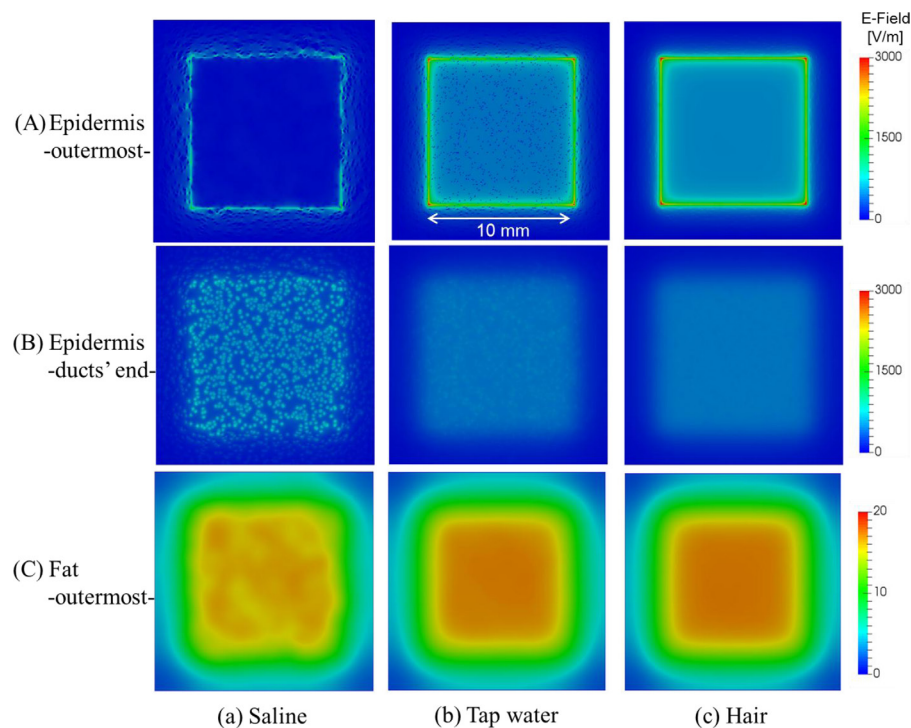 E-Field
[V/m]
3000
1500
0
(A) Epidermis
-outermost-
10 mm
3000
1500
0
(B) Epidermis
-ducts’ end-
20
10
0
(C) Fat
-outermost-
(a) Saline
(b) Tap water
(c) Hair